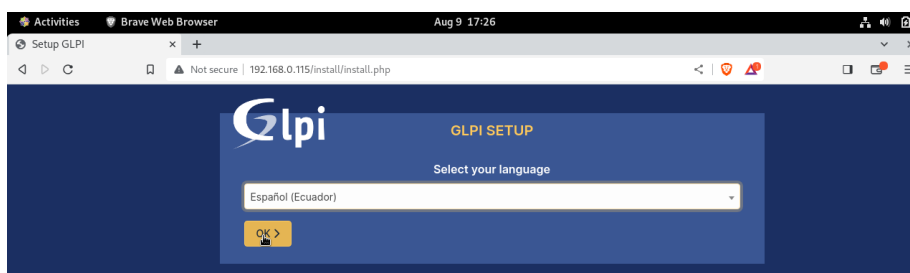 Activities Brave Web Browser Aug 9 17:26
Setup GLPI × +
Not secure 192.168.0.115/install/install.php
Glpi
GLPI SETUP
Select your language
Español (Ecuador)
OK >